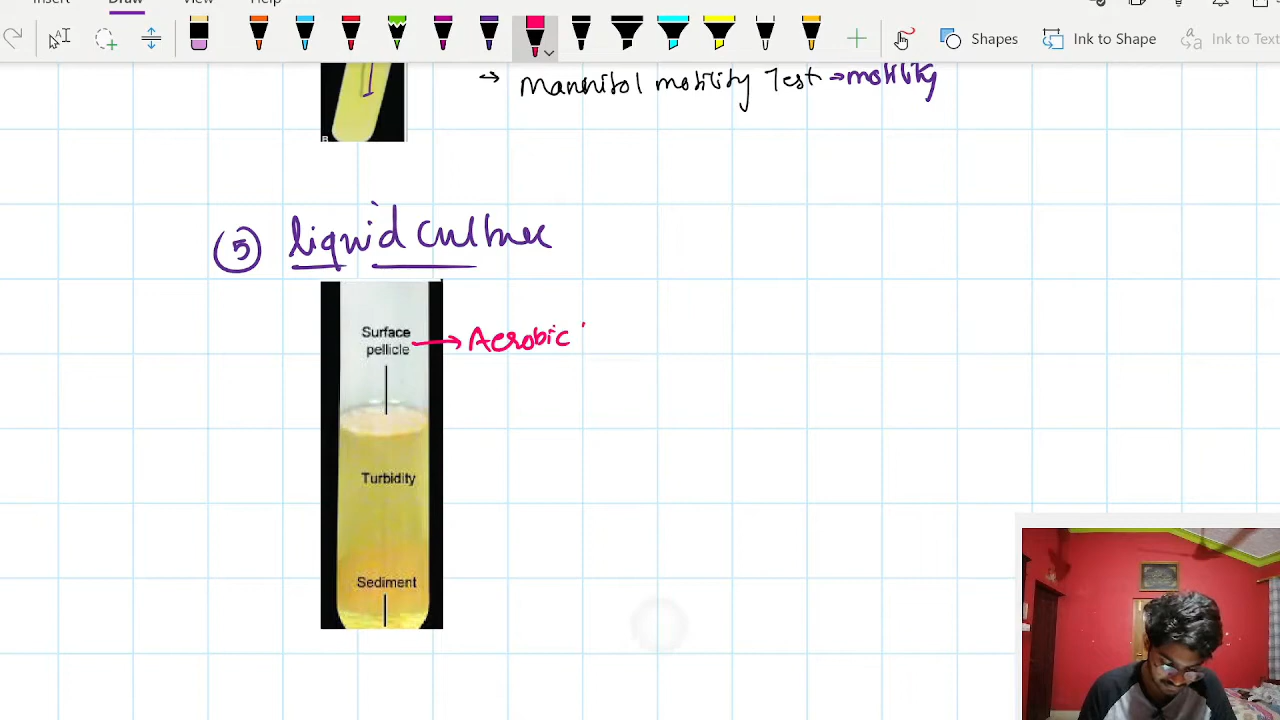 Insert Draw View Help
Shapes Ink to Shape Ink to Text
→ Mannitol motility Test → motility
B
⑤ liquid culture
Surface
pellicle → Aerobic
Turbidity
Sediment